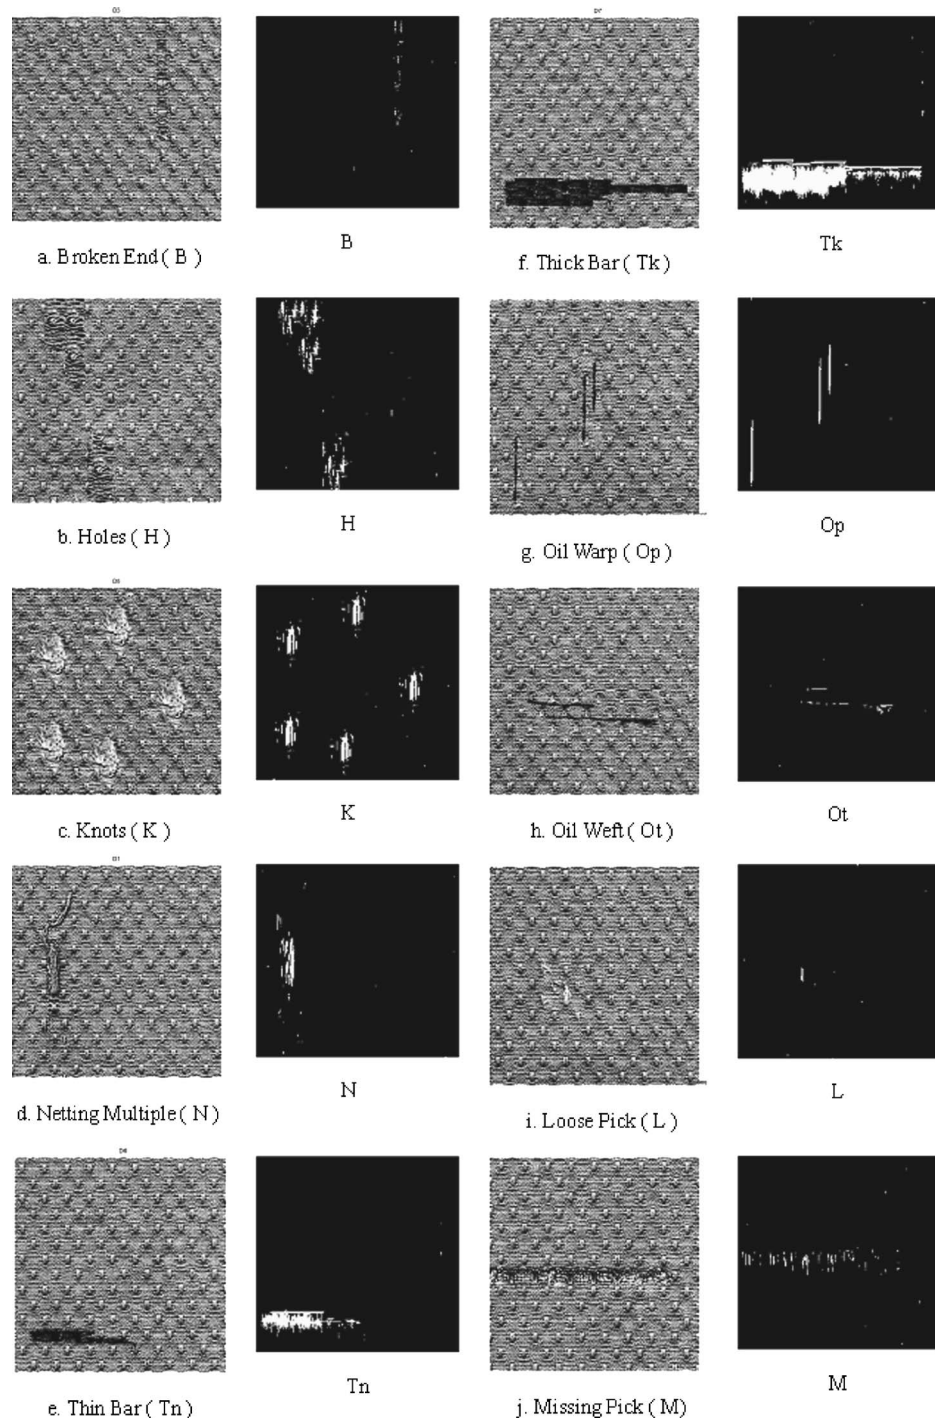 B
a. Broken End ( B )
Tk
f. Thick Bar ( Tk )
H
b. Holes ( H )
Op
g. Oil Warp ( Op )
K
c. Knots ( K )
Ot
h. Oil Weft ( Ot )
N
d. Netting Multiple ( N )
L
i. Loose Pick ( L )
Tn
e. Thin Bar ( Tn )
M
j. Missing Pick ( M )